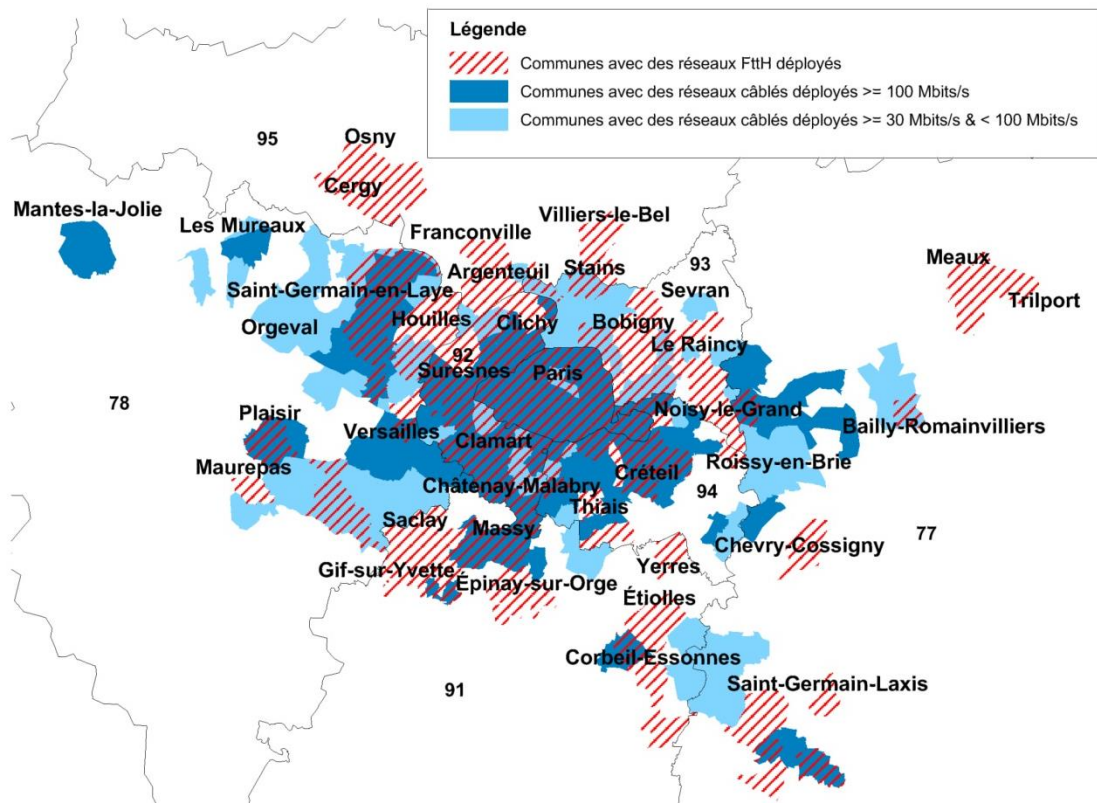 Légende
Communes avec des réseaux FttH déployés
Communes avec des réseaux câblés déployés >= 100 Mbits/s
Communes avec des réseaux câblés déployés >= 30 Mbits/s & < 100 Mbits/s
95
Osny
Cergy
Mantes-la-Jolie
Les Mureaux
Franconville
Villiers-le-Bel
93
Meaux
Argenteuil
Stains
Sevran
Saint-Germain-en-Laye
Trilport
Orgeval
Houilles
Clichy
Bobigny
Le Raincy
92
Suresnes
Paris
78
Plaisir
Versailles
Clamart
Noisy-le-Grand
Bailly-Romainvilliers
Maurepas
Châtenay-Malabry
Créteil
Roissy-en-Brie
94
Saclay
Massy
Thiais
77
Chevry-Cossigny
Gif-sur-Yvette
Épinay-sur-Orge
Yerres
Étiolles
Corbeil-Essonnes
91
Saint-Germain-Laxis